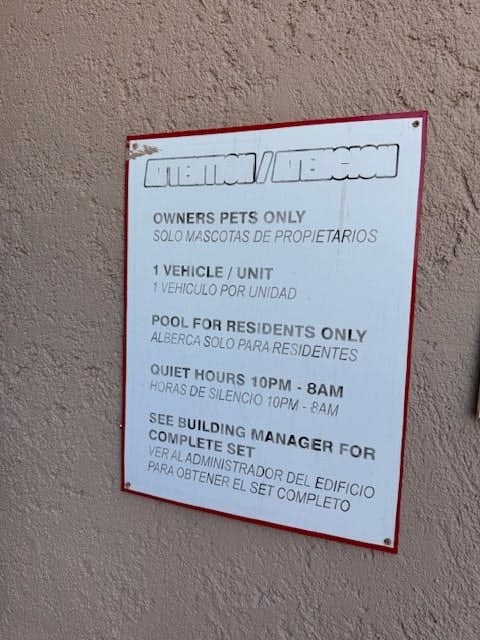 ATTENTION / ATENCION
OWNERS PETS ONLY
SOLO MASCOTAS DE PROPIETARIOS
1 VEHICLE / UNIT
1 VEHICULO POR UNIDAD
POOL FOR RESIDENTS ONLY
ALBERCA SOLO PARA RESIDENTES
QUIET HOURS 10PM - 8AM
HORAS DE SILENCIO 10PM - 8AM
SEE BUILDING MANAGER FOR
COMPLETE SET
VER AL ADMINISTRADOR DEL EDIFICIO
PARA OBTENER EL SET COMPLETO